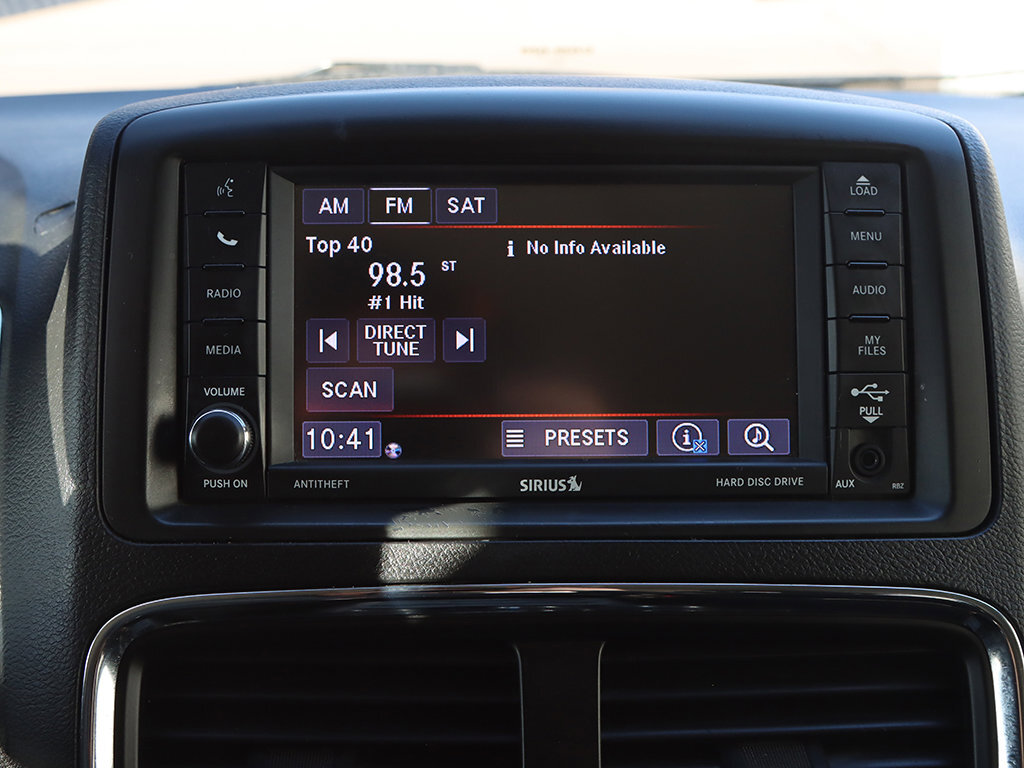 LOAD
AM FM SAT
MENU
Top 40
No Info Available
98.5 ST
#1 Hit
RADIO
AUDIO
DIRECT
TUNE
MEDIA
MY
FILES
SCAN
VOLUME
PULL
10:41
PRESETS
PUSH ON
ANTITHEFT
SIRIUS
HARD DISC DRIVE
AUX
RBZ